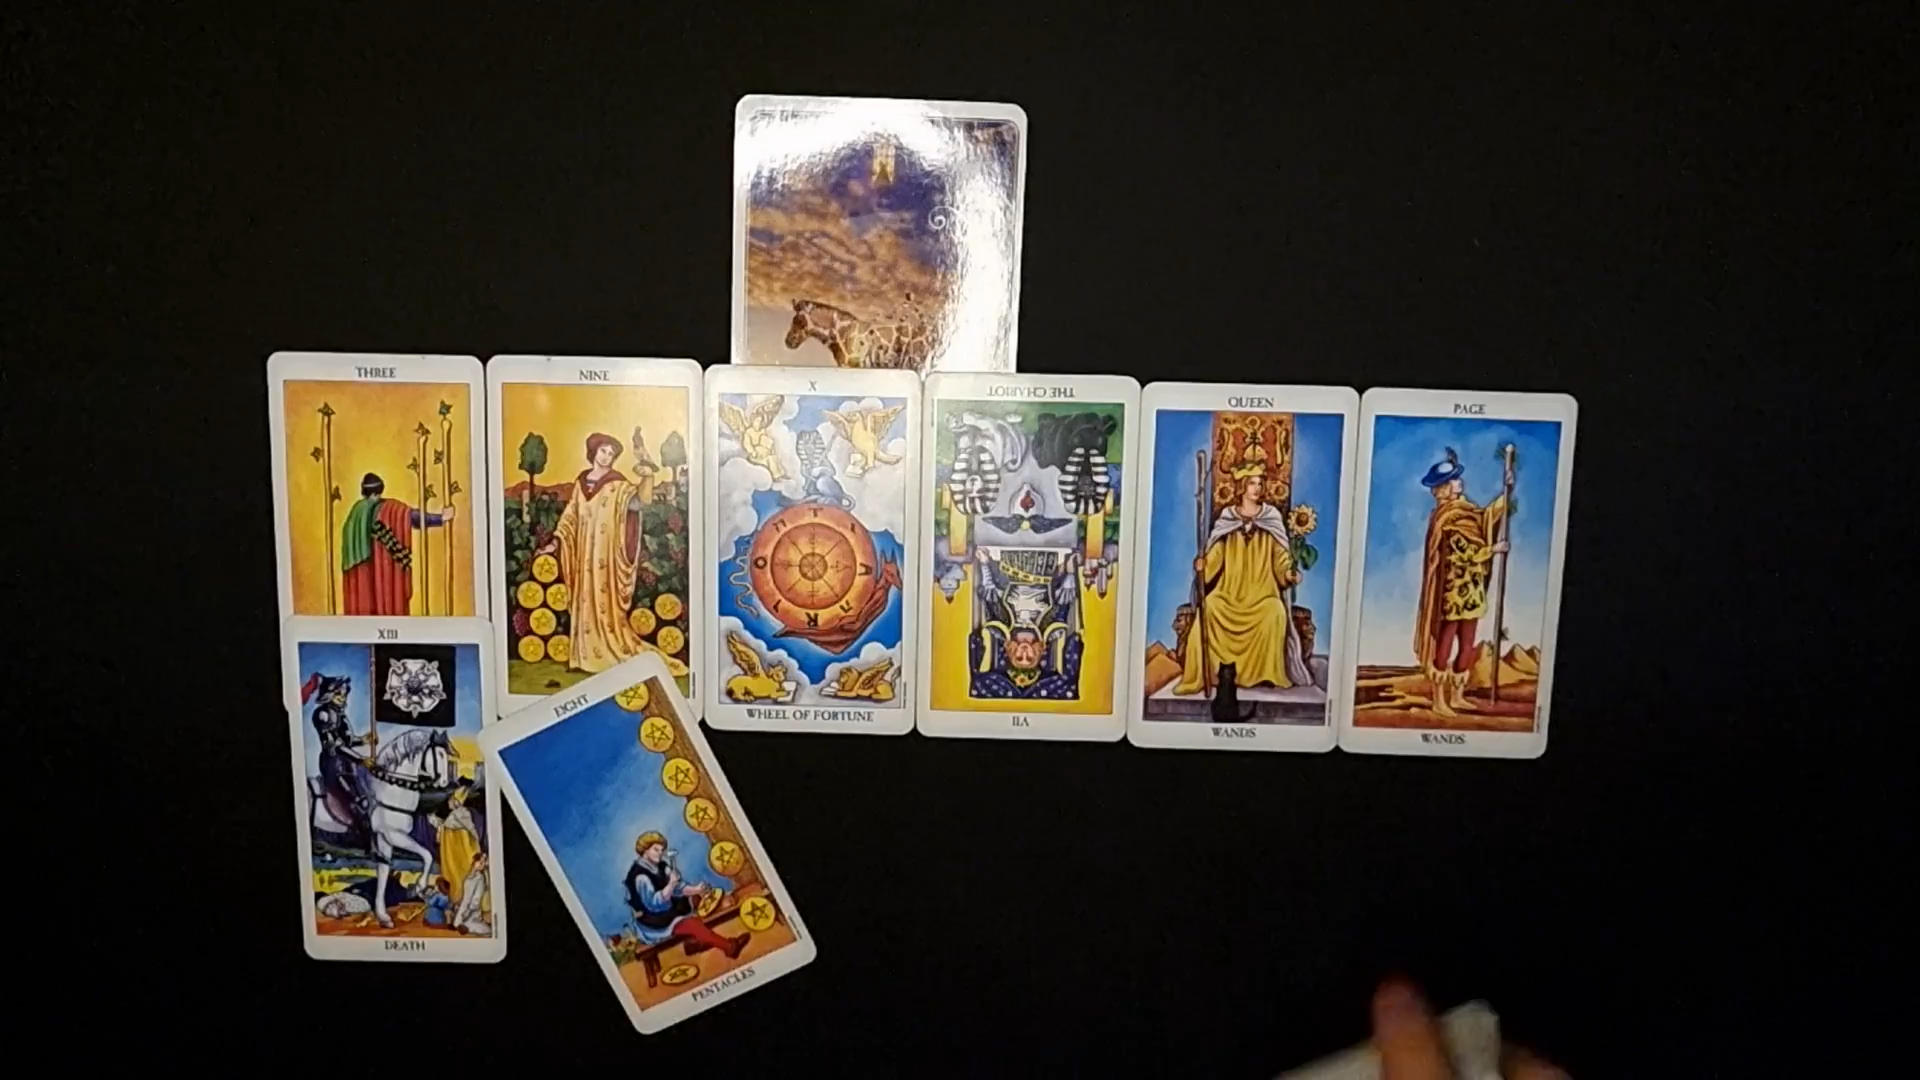 THREE
NINE
X
WHEEL OF FORTUNE
THE CHARIOT
VII
QUEEN
WANDS
PAGE
WANDS
XIII
DEATH
EIGHT
PENTACLES